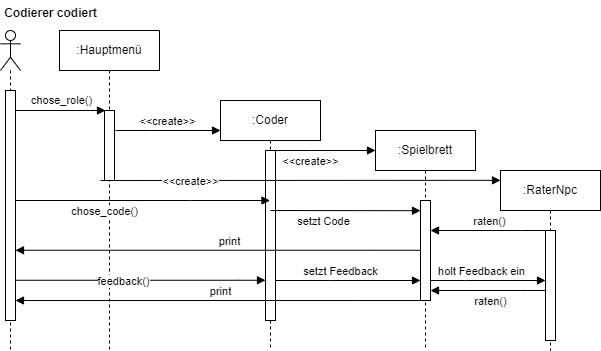 Codierer codiert
:Hauptmenü
chose_role()
<<create>>
:Coder
:Spielbrett
<<create>>
<<create>>
:RaterNpc
chose_code()
setzt Code
raten()
print
feedback()
setzt Feedback
holt Feedback ein
print
raten()